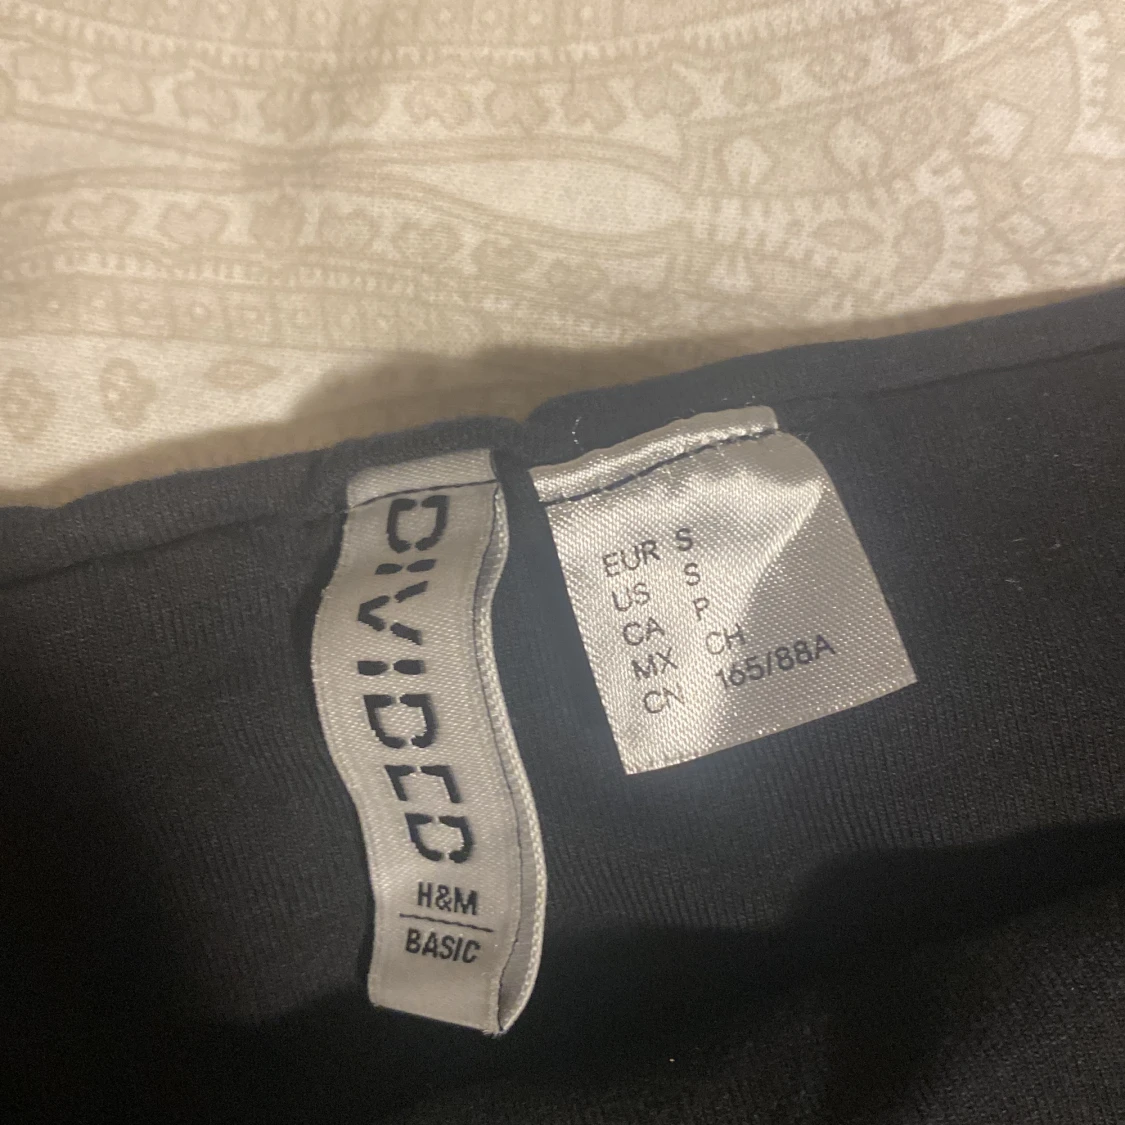 DIVIDED
H&M
BASIC
EUR S
US S
CA P
MX CH
CN 165/88A